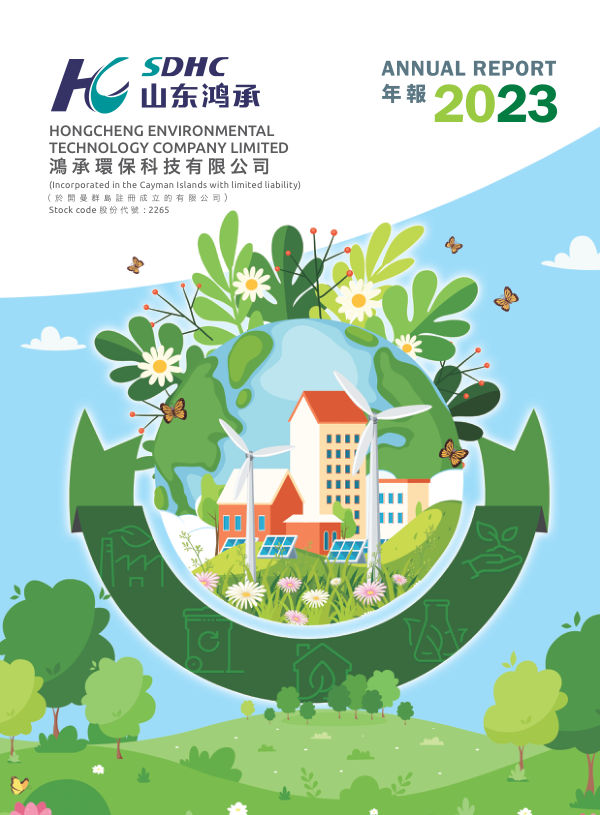 SDHC
山东鸿承
HONGCHENG ENVIRONMENTAL
TECHNOLOGY COMPANY LIMITED
鴻承環保科技有限公司
(Incorporated in the Cayman Islands with limited liability)
（於開曼群島註冊成立的有限公司）
Stock code 股份代號 : 2265
ANNUAL REPORT
年報 2023